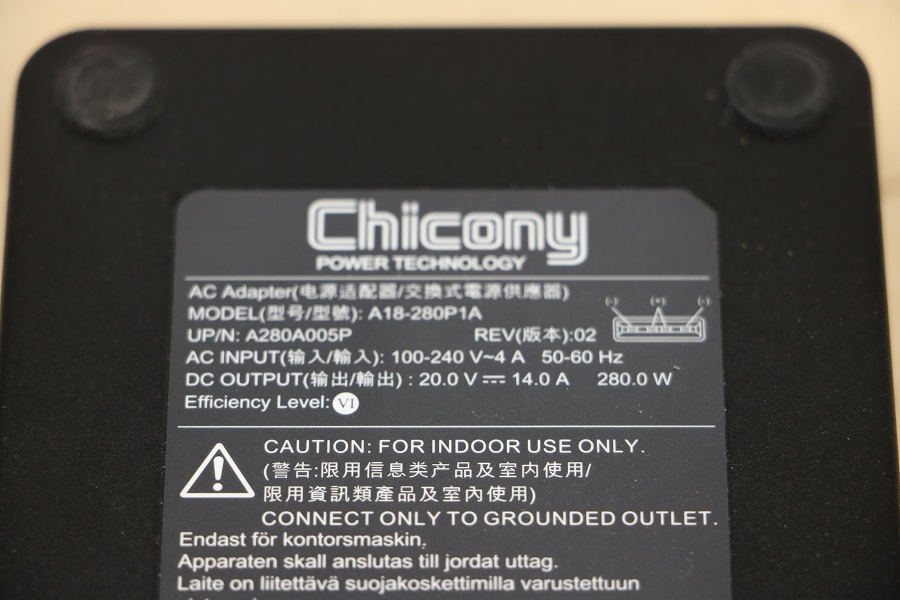 Chicony
POWER TECHNOLOGY
AC Adapter(电源适配器/交換式電源供應器)
MODEL(型号/型號): A18-280P1A
UP/N: A280A005P REV(版本):02
(-) (+) (-)
AC INPUT(输入/輸入): 100-240 V~4 A 50-60 Hz
DC OUTPUT(输出/輸出) : 20.0 V⎓14.0 A 280.0 W
Efficiency Level: VI
CAUTION: FOR INDOOR USE ONLY.
(警告:限用信息类产品及室内使用/
限用資訊類產品及室內使用)
CONNECT ONLY TO GROUNDED OUTLET.
Endast för kontorsmaskin.
Apparaten skall anslutas till jordat uttag.
Laite on liitettävä suojakoskettimilla varustettuun